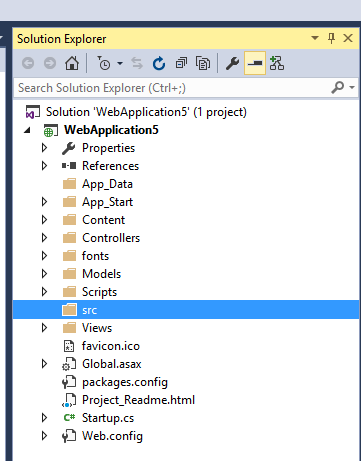 Solution Explorer
Search Solution Explorer (Ctrl+;)
Solution 'WebApplication5' (1 project)
WebApplication5
Properties
References
App_Data
App_Start
Content
Controllers
fonts
Models
Scripts
src
Views
favicon.ico
Global.asax
packages.config
Project_Readme.html
C# Startup.cs
Web.config